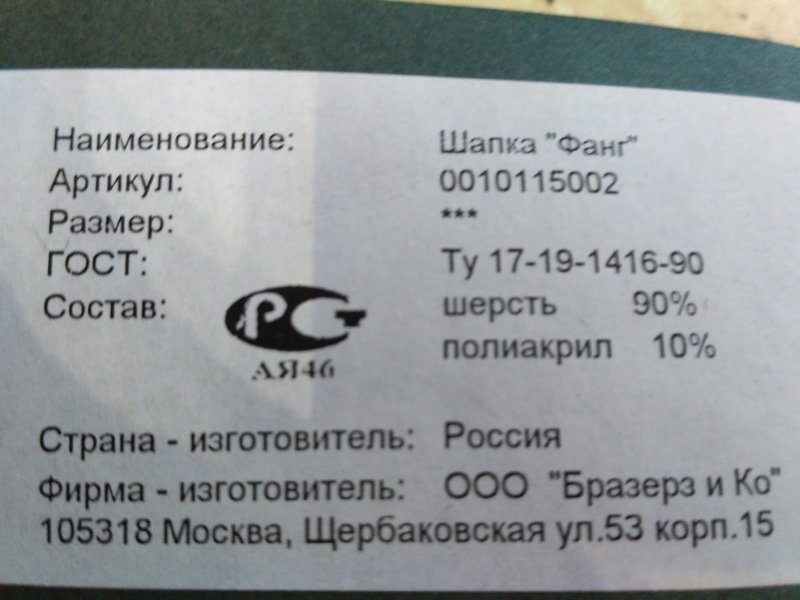 Наименование: Шапка "Фанг"
Артикул: 0010115002
Размер: ***
ГОСТ: Ту 17-19-1416-90
Состав: шерсть 90%
полиакрил 10%
РС
АЯ46
Страна - изготовитель: Россия
Фирма - изготовитель: ООО "Бразерз и Ко"
105318 Москва, Щербаковская ул.53 корп.15